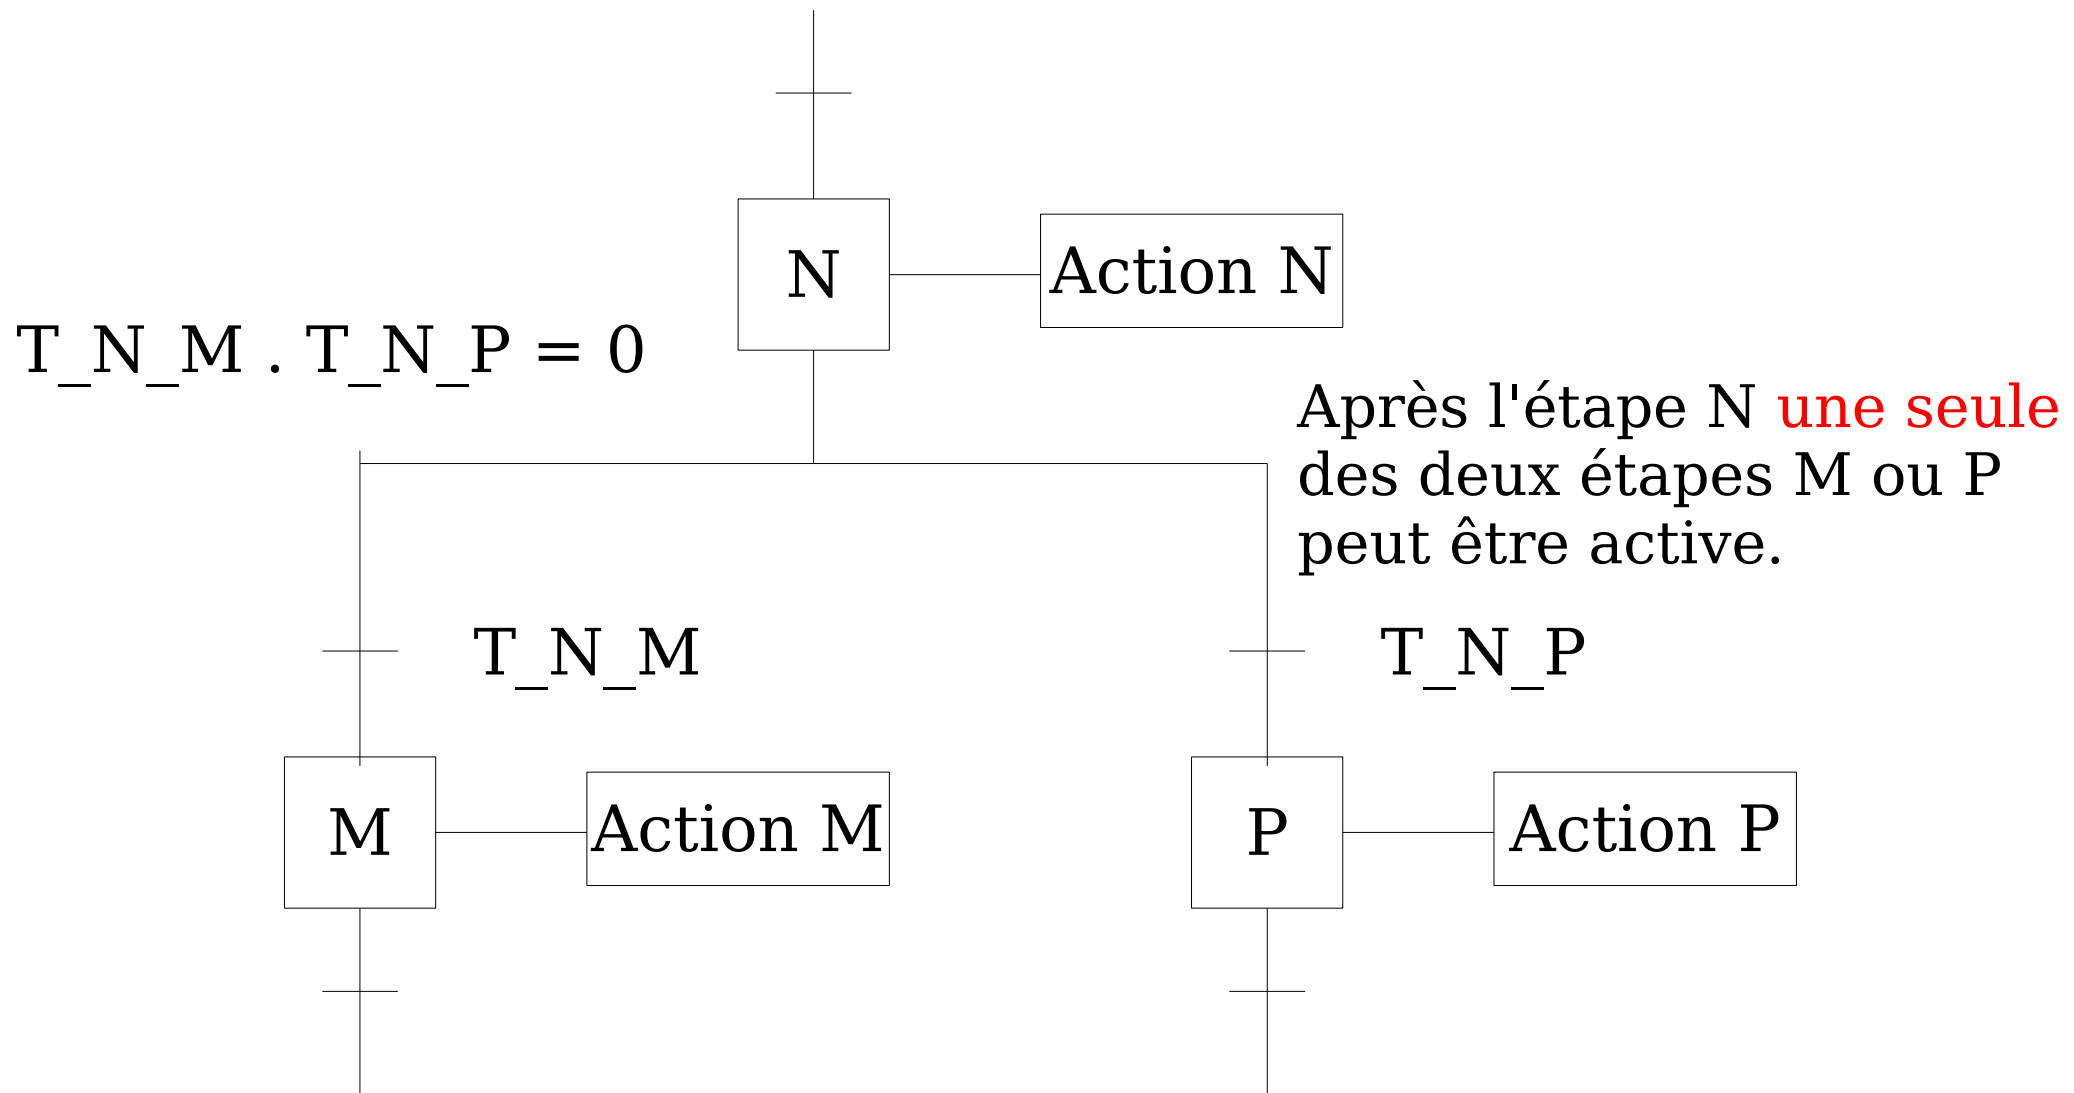 N
Action N
T_N_M . T_N_P = 0
Après l'étape N une seule
des deux étapes M ou P
peut être active.
T_N_M
T_N_P
M
Action M
P
Action P